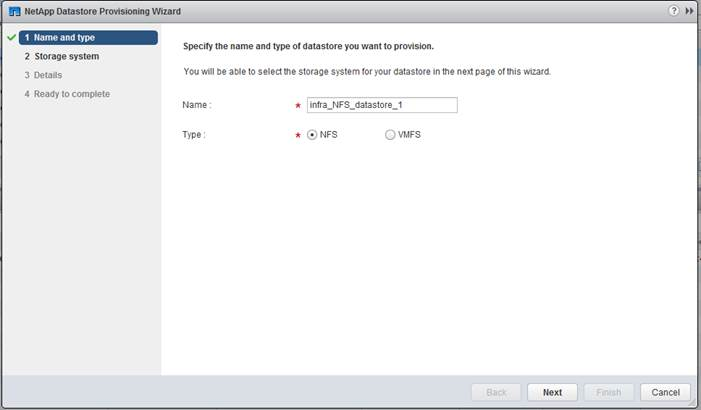 NetApp Datastore Provisioning Wizard
1 Name and type
2 Storage system
3 Details
4 Ready to complete
Specify the name and type of datastore you want to provision.
You will be able to select the storage system for your datastore in the next page of this wizard.
Name : * infra_NFS_datastore_1
Type : * NFS VMFS
Back Next Finish Cancel